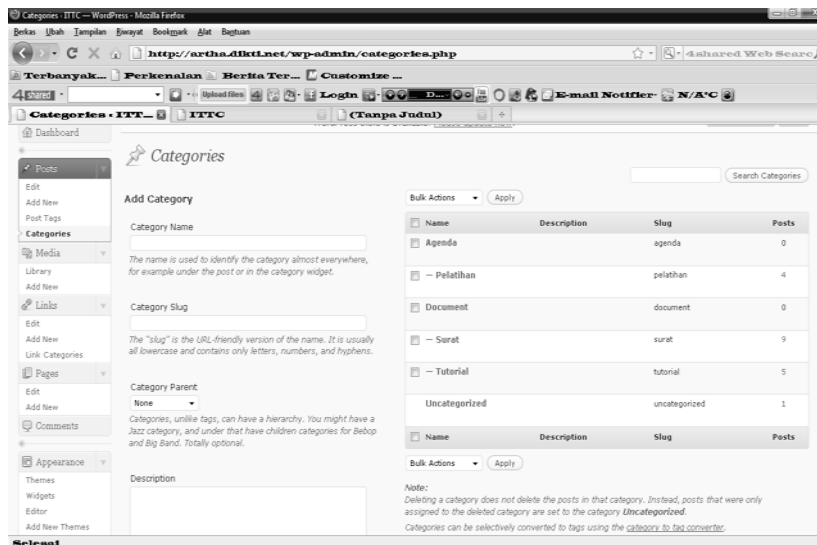 Categories ‹ ITTC — WordPress - Mozilla Firefox
Berkas Ubah Tampilan Riwayat Bookmark Alat Bantuan
http://artha.dikti.net/wp-admin/categories.php
4shared Web Searc
Terbanyak... Perkenalan Berita Ter... Customize ...
4shared Upload files Login D... E-mail Notifier N/A°C
Categories ‹ ITT... ITTC (Tanpa Judul)
Dashboard
Categories
Search Categories
Posts
Edit
Add New
Post Tags
Categories
Media
Library
Add New
Links
Edit
Add New
Link Categories
Pages
Edit
Add New
Comments
Appearance
Themes
Widgets
Editor
Add New Themes
Add Category
Category Name
The name is used to identify the category almost everywhere,
for example under the post or in the category widget.
Category Slug
The "slug" is the URL-friendly version of the name. It is usually
all lowercase and contains only letters, numbers, and hyphens.
Category Parent
None
Categories, unlike tags, can have a hierarchy. You might have a
Jazz category, and under that have children categories for Bebop
and Big Band. Totally optional.
Description
Bulk Actions Apply
Name Description Slug Posts
Agenda agenda 0
— Pelatihan pelatihan 4
Document document 0
— Surat surat 9
— Tutorial tutorial 5
Uncategorized uncategorized 1
Name Description Slug Posts
Bulk Actions Apply
Note:
Deleting a category does not delete the posts in that category. Instead, posts that were only
assigned to the deleted category are set to the category Uncategorized.
Categories can be selectively converted to tags using the category to tag converter.
Selesai